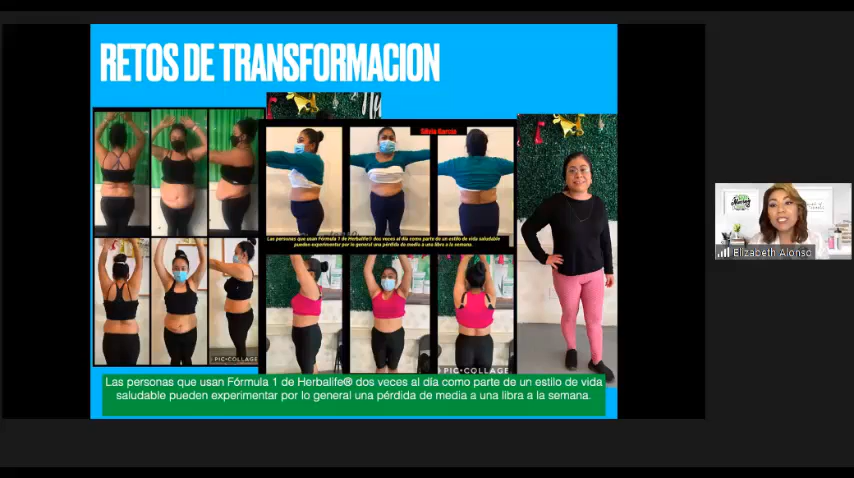 RETOS DE TRANSFORMACION
Silvia Garcia
Las personas que usan Fórmula 1 de Herbalife® dos veces al día como parte de un estilo de vida saludable
pueden experimentar por lo general una pérdida de media a una libra a la semana.
PIC•COLLAGE
PIC•COLLAGE
Las personas que usan Fórmula 1 de Herbalife® dos veces al día como parte de un estilo de vida
saludable pueden experimentar por lo general una pérdida de media a una libra a la semana.
Elizabeth Alonso